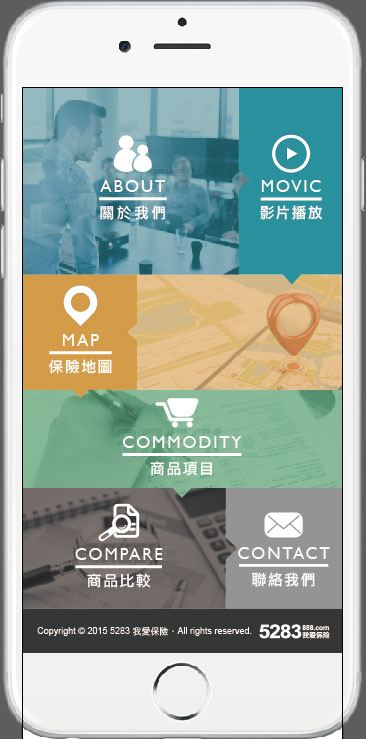 ABOUT
關於我們
MOVIC
影片播放
MAP
保險地圖
COMMODITY
商品項目
COMPARE
商品比較
CONTACT
聯絡我們
Copyright © 2015 5283 我愛保險 · All rights reserved.
5283 888.com
我愛保險